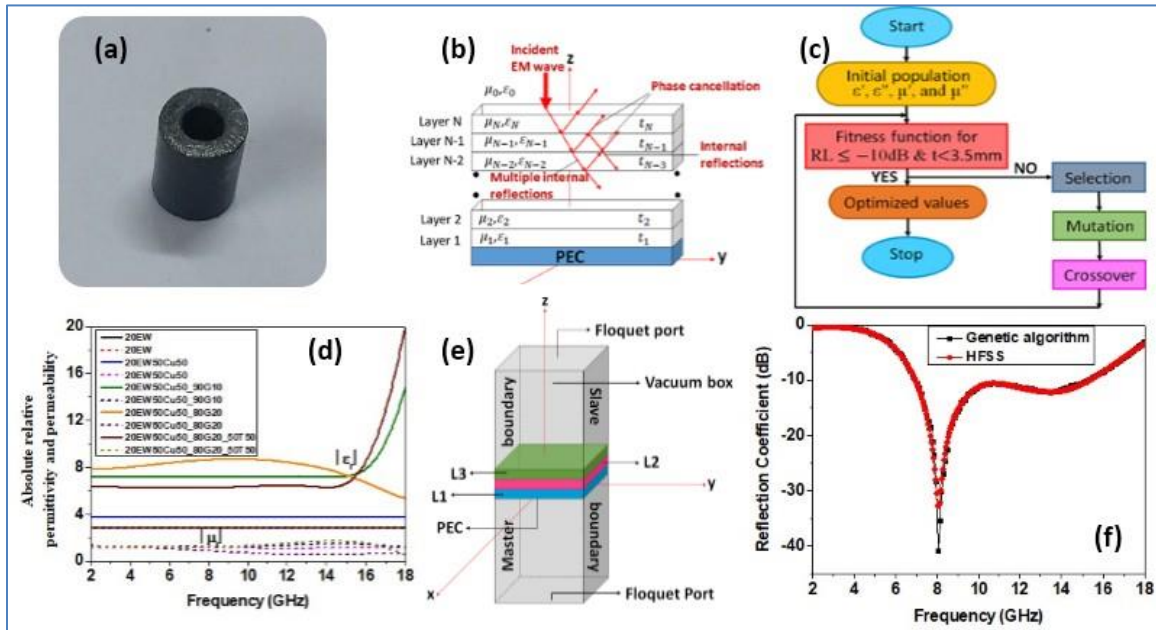 (a)
(b)
Incident
EM wave
z
μ0,ε0
Phase cancellation
Layer N
μN,εN
tN
Layer N-1
μN−1,εN−1
tN−1
Internal
reflections
Layer N-2
μN−2,εN−2
tN−3
Multiple internal
reflections
Layer 2
μ2,ε2
t2
Layer 1
μ1,ε1
t1
PEC
y
(c)
Start
Initial population
ε′, ε″, μ′, and μ″
Fitness function for
RL ≤ −10dB & t<3.5mm
YES
NO
Selection
Optimized values
Mutation
Stop
Crossover
(d)
20EW
20EW
20EW50Cu50
20EW50Cu50
20EW50Cu50_90G10
20EW50Cu50_90G10
20EW50Cu50_80G20
20EW50Cu50_80G20
20EW50Cu50_80G20_50T50
20EW50Cu50_80G20_50T50
Absolute relative
permittivity and permeability
20
16
12
8
4
0
|εr|
|μr|
2 4 6 8 10 12 14 16 18
Frequency (GHz)
(e)
z
Floquet port
Vacuum box
boundary
Slave
L3
L2
L1
y
PEC
Master
boundary
x
Floquet Port
(f)
Genetic algorithm
HFSS
Reflection Coefficient (dB)
0
-10
-20
-30
-40
2 4 6 8 10 12 14 16 18
Frequency (GHz)